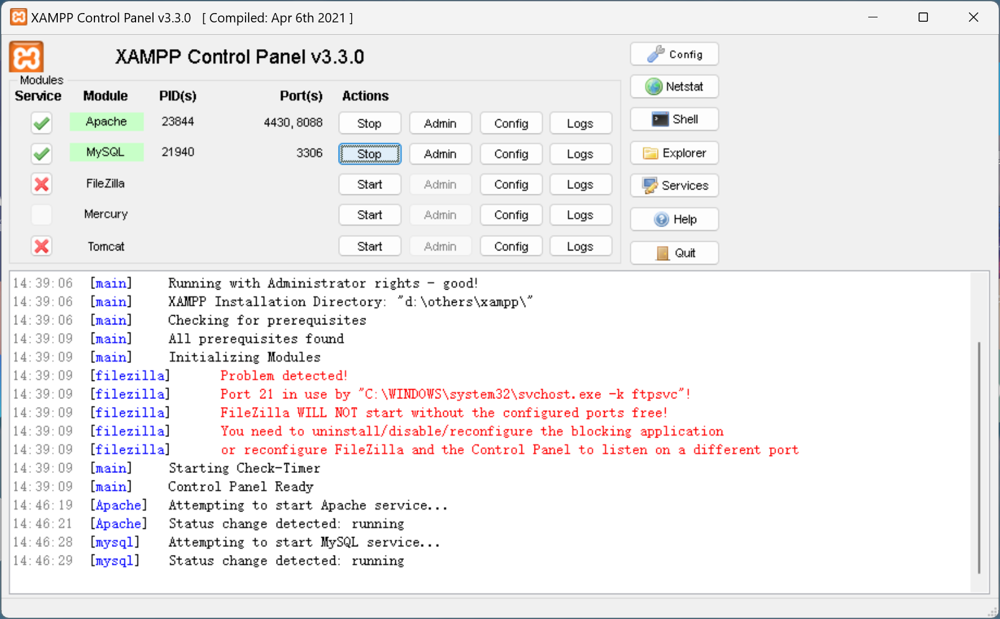 XAMPP Control Panel v3.3.0 [ Compiled: Apr 6th 2021 ]
XAMPP Control Panel v3.3.0
Config
Modules
Netstat
Service Module PID(s) Port(s) Actions
Apache 23844 4430, 8088 Stop Admin Config Logs
Shell
MySQL 21940 3306 Stop Admin Config Logs
Explorer
FileZilla Start Admin Config Logs
Services
Mercury Start Admin Config Logs
Help
Tomcat Start Admin Config Logs
Quit
14:39:06 [main] Running with Administrator rights - good!
14:39:06 [main] XAMPP Installation Directory: "d:\others\xampp\"
14:39:06 [main] Checking for prerequisites
14:39:09 [main] All prerequisites found
14:39:09 [main] Initializing Modules
14:39:09 [filezilla] Problem detected!
14:39:09 [filezilla] Port 21 in use by "C:\WINDOWS\system32\svchost.exe -k ftpsvc"!
14:39:09 [filezilla] FileZilla WILL NOT start without the configured ports free!
14:39:09 [filezilla] You need to uninstall/disable/reconfigure the blocking application
14:39:09 [filezilla] or reconfigure FileZilla and the Control Panel to listen on a different port
14:39:09 [main] Starting Check-Timer
14:39:09 [main] Control Panel Ready
14:46:19 [Apache] Attempting to start Apache service...
14:46:21 [Apache] Status change detected: running
14:46:28 [mysql] Attempting to start MySQL service...
14:46:29 [mysql] Status change detected: running